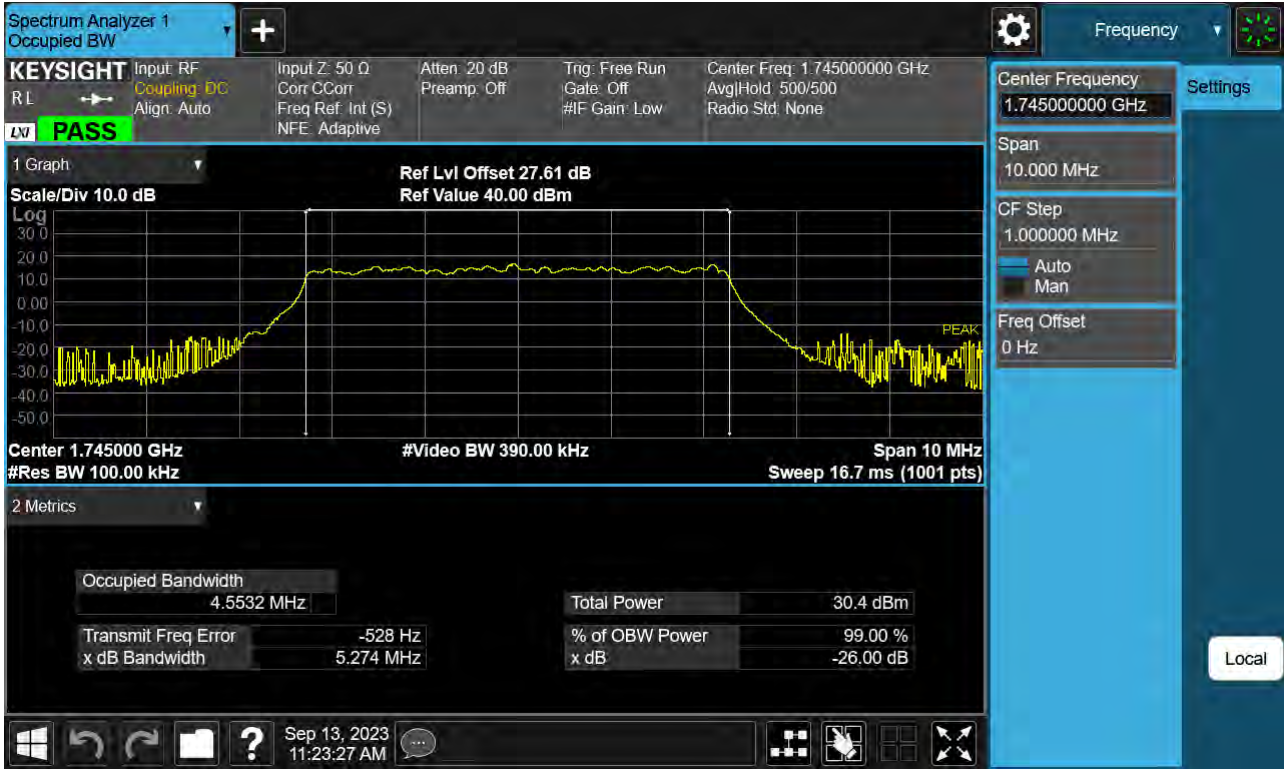 Spectrum Analyzer 1
Occupied BW
Frequency
KEYSIGHT
R L
LXI
PASS
Input: RF
Coupling: DC
Align: Auto
Input Z: 50 Ω
Corr CCorr
Freq Ref: Int (S)
NFE: Adaptive
Atten: 20 dB
Preamp: Off
Trig: Free Run
Gate: Off
#IF Gain: Low
Center Freq: 1.745000000 GHz
Avg|Hold: 500/500
Radio Std: None
Center Frequency
1.745000000 GHz
Settings
Span
10.000 MHz
CF Step
1.000000 MHz
Auto
Man
Freq Offset
0 Hz
1 Graph
Scale/Div 10.0 dB
Ref Lvl Offset 27.61 dB
Ref Value 40.00 dBm
Log
30.0
20.0
10.0
0.00
-10.0
-20.0
-30.0
-40.0
-50.0
PEAK
Center 1.745000 GHz
#Res BW 100.00 kHz
#Video BW 390.00 kHz
Span 10 MHz
Sweep 16.7 ms (1001 pts)
2 Metrics
Occupied Bandwidth
4.5532 MHz
Total Power 30.4 dBm
Transmit Freq Error -528 Hz
% of OBW Power 99.00 %
x dB Bandwidth 5.274 MHz
x dB -26.00 dB
Local
?
Sep 13, 2023
11:23:27 AM